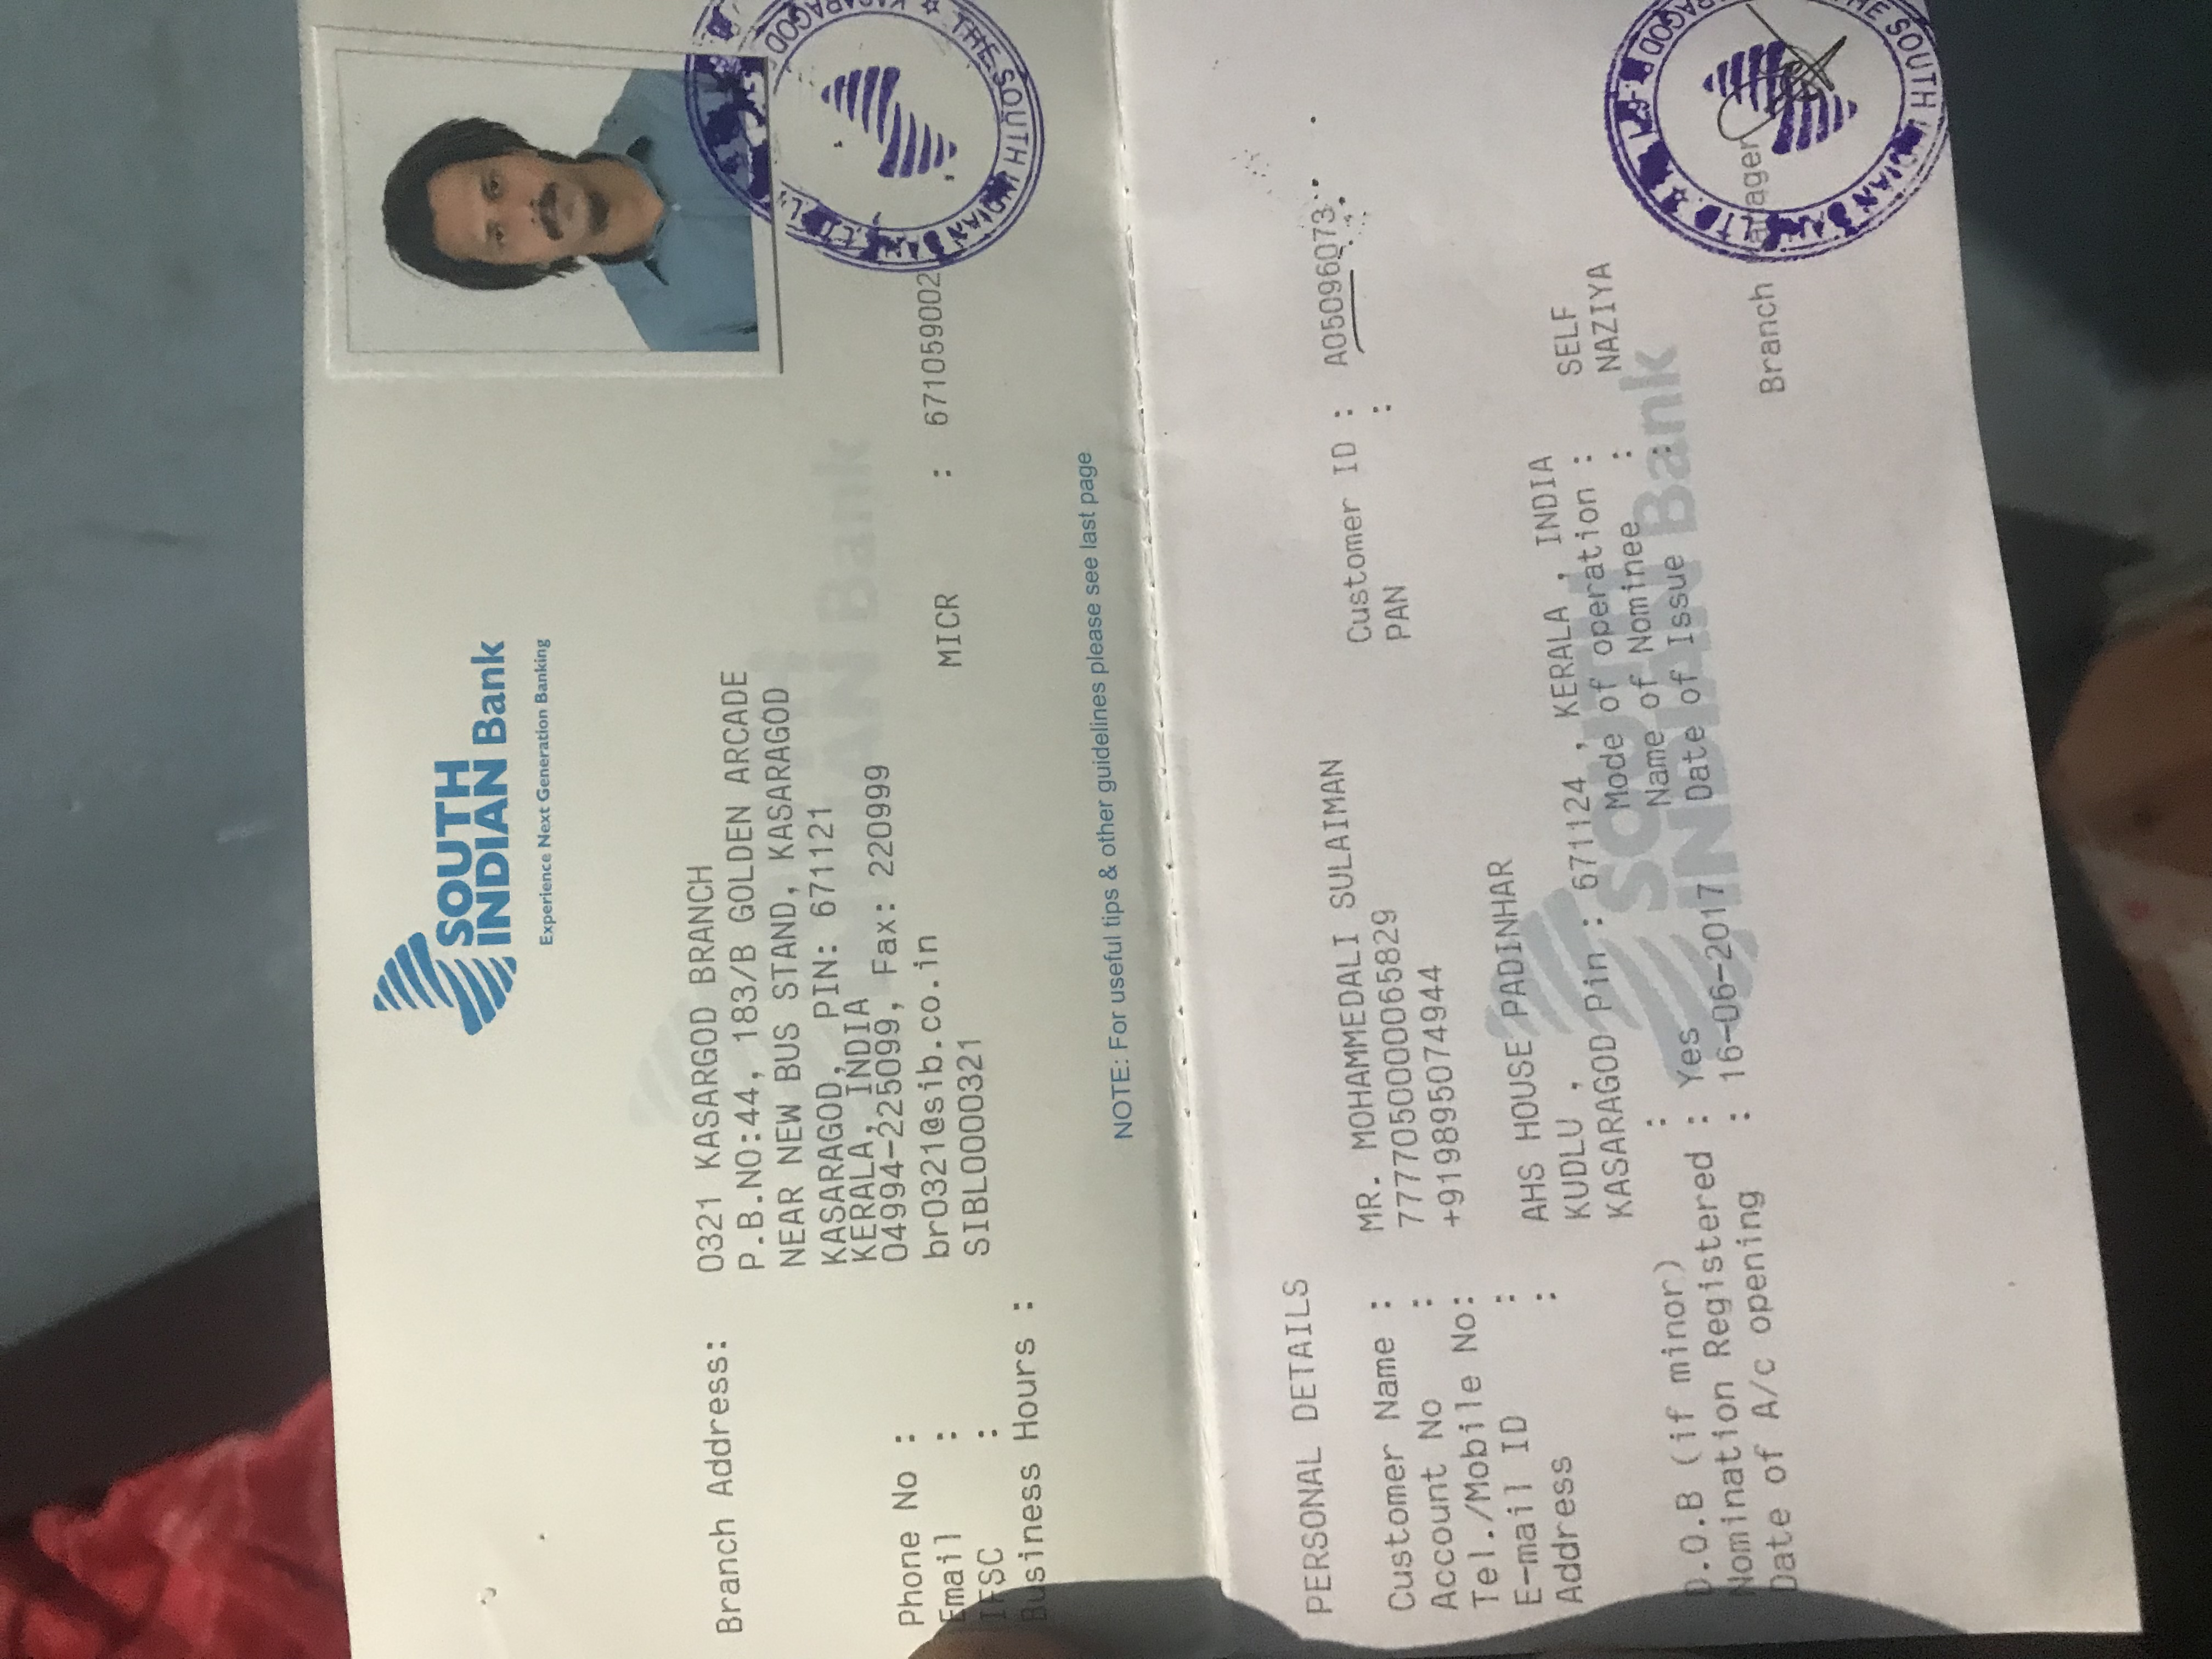 SOUTH
INDIAN Bank
Experience Next Generation Banking
Branch Address: 0321 KASARGOD BRANCH
P.B.NO:44, 183/B GOLDEN ARCADE
NEAR NEW BUS STAND, KASARAGOD
KASARAGOD, PIN: 671121
KERALA, INDIA
Phone No : 04994-225099, Fax: 220999
Email : br0321@sib.co.in
IFSC : SIBL0000321 MICR : 671059002
Business Hours :
THE SOUTH INDIAN BANK LTD.
NOTE: For useful tips & other guidelines please see last page
PERSONAL DETAILS
Customer Name : MR. MOHAMMEDALI SULAIMAN Customer ID : A05096073
Account No : 7777050000065829 PAN :
Tel./Mobile No: +919895074944
E-mail ID :
Address : AHS HOUSE PADINHAR
KUDLU ,
KASARAGOD Pin : 671124 , KERALA , INDIA
Mode of operation : SELF
D.O.B (if minor) : Name of Nominee : NAZIYA
Nomination Registered : Yes Date of Issue :
Date of A/c opening : 16-06-2017
SOUTH
INDIAN Bank
Branch Manager
THE SOUTH INDIAN BANK LTD.